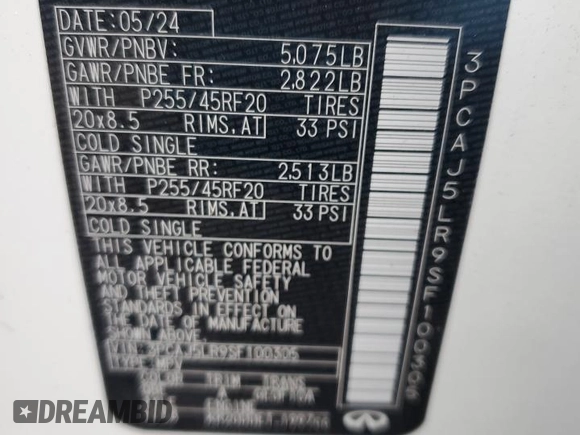 DATE: 05/24
GVWR/PNBV: 5,075LB
GAWR/PNBE FR: 2,822LB
WITH P255/45RF20 TIRES
20x8.5 RIMS,AT 33 PSI
COLD SINGLE
GAWR/PNBE RR: 2,513LB
WITH P255/45RF20 TIRES
20x8.5 RIMS,AT 33 PSI
COLD SINGLE
THIS VEHICLE CONFORMS TO
ALL APPLICABLE FEDERAL
MOTOR VEHICLE SAFETY
AND THEFT PREVENTION
STANDARDS IN EFFECT ON
THE DATE OF MANUFACTURE
SHOWN ABOVE.
TRIM TRANS
DREAMBID